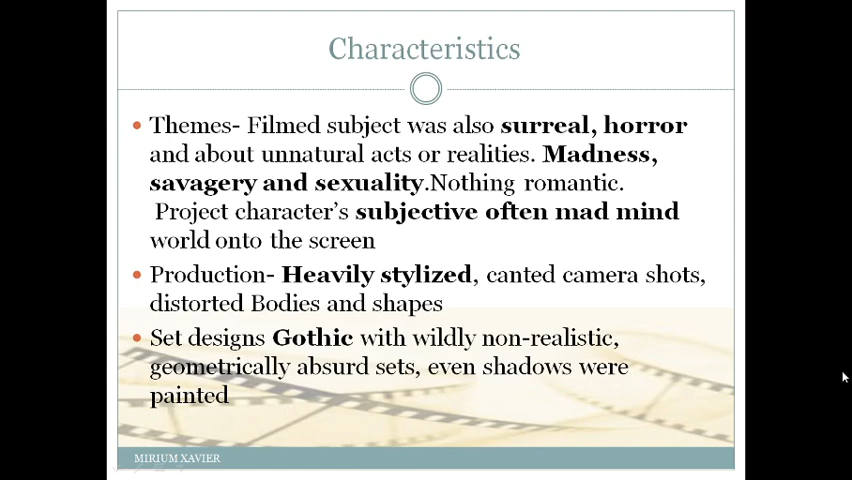 Characteristics
• Themes- Filmed subject was also surreal, horror
and about unnatural acts or realities. Madness,
savagery and sexuality.Nothing romantic.
Project character’s subjective often mad mind
world onto the screen
• Production- Heavily stylized, canted camera shots,
distorted Bodies and shapes
• Set designs Gothic with wildly non-realistic,
geometrically absurd sets, even shadows were
painted
MIRIUM XAVIER